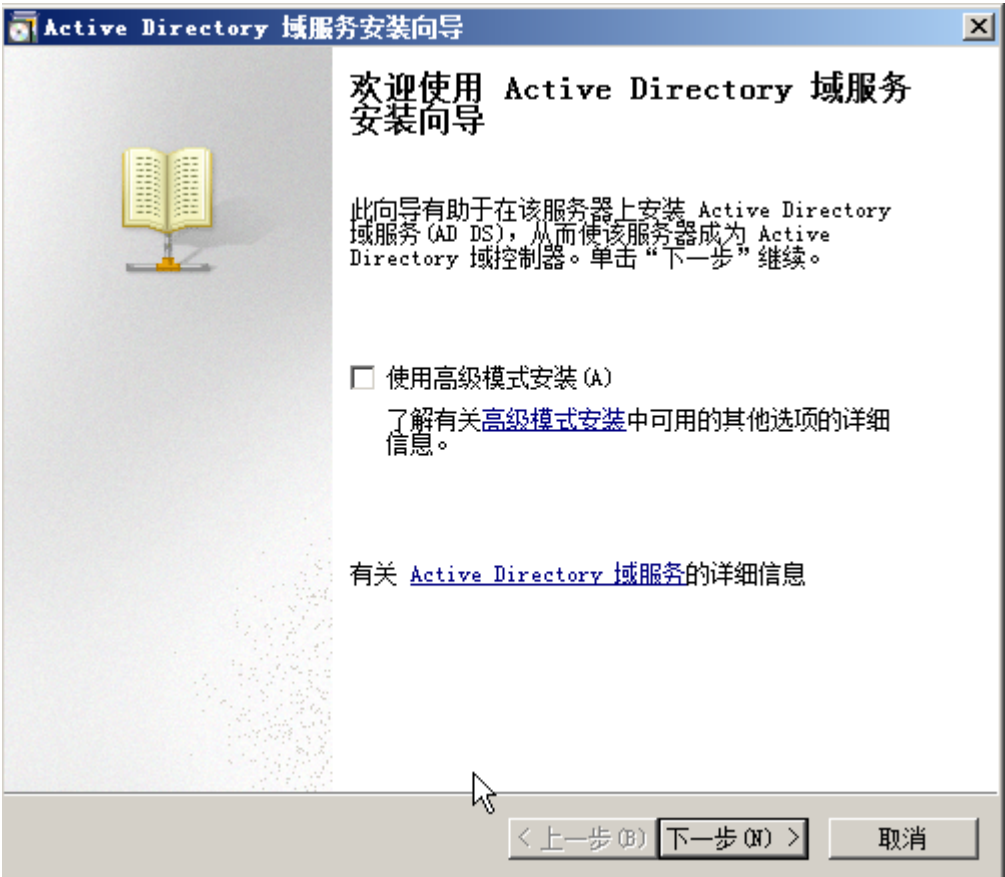 Active Directory 域服务安装向导
欢迎使用 Active Directory 域服务
安装向导
此向导有助于在该服务器上安装 Active Directory
域服务(AD DS)，从而使该服务器成为 Active
Directory 域控制器。单击“下一步”继续。
使用高级模式安装(A)
了解有关高级模式安装中可用的其他选项的详细
信息。
有关 Active Directory 域服务的详细信息
< 上一步(B) 下一步(N) > 取消